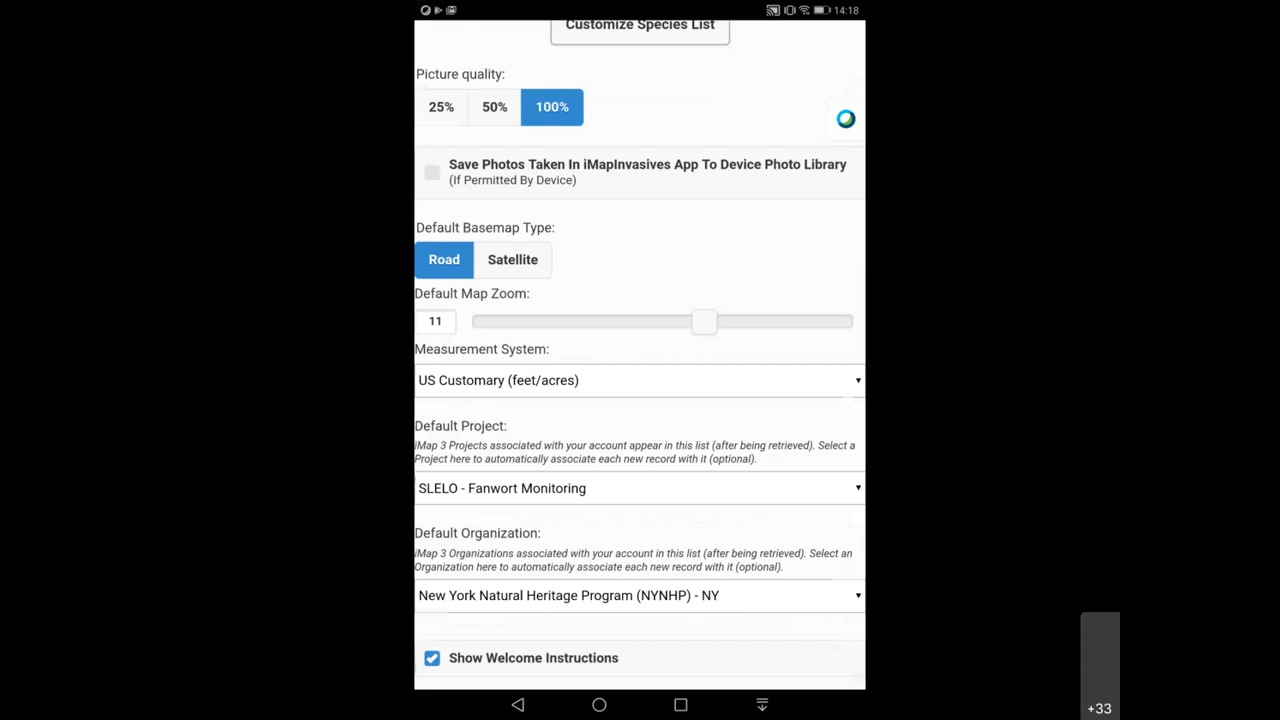 14:18
Customize Species List
Picture quality:
25% 50% 100%
Save Photos Taken In iMapInvasives App To Device Photo Library
(If Permitted By Device)
Default Basemap Type:
Road Satellite
Default Map Zoom:
11
Measurement System:
US Customary (feet/acres)
Default Project:
iMap 3 Projects associated with your account appear in this list (after being retrieved). Select a
Project here to automatically associate each new record with it (optional).
SLELO - Fanwort Monitoring
Default Organization:
iMap 3 Organizations associated with your account in this list (after being retrieved). Select an
Organization here to automatically associate each new record with it (optional).
New York Natural Heritage Program (NYNHP) - NY
Show Welcome Instructions
+33